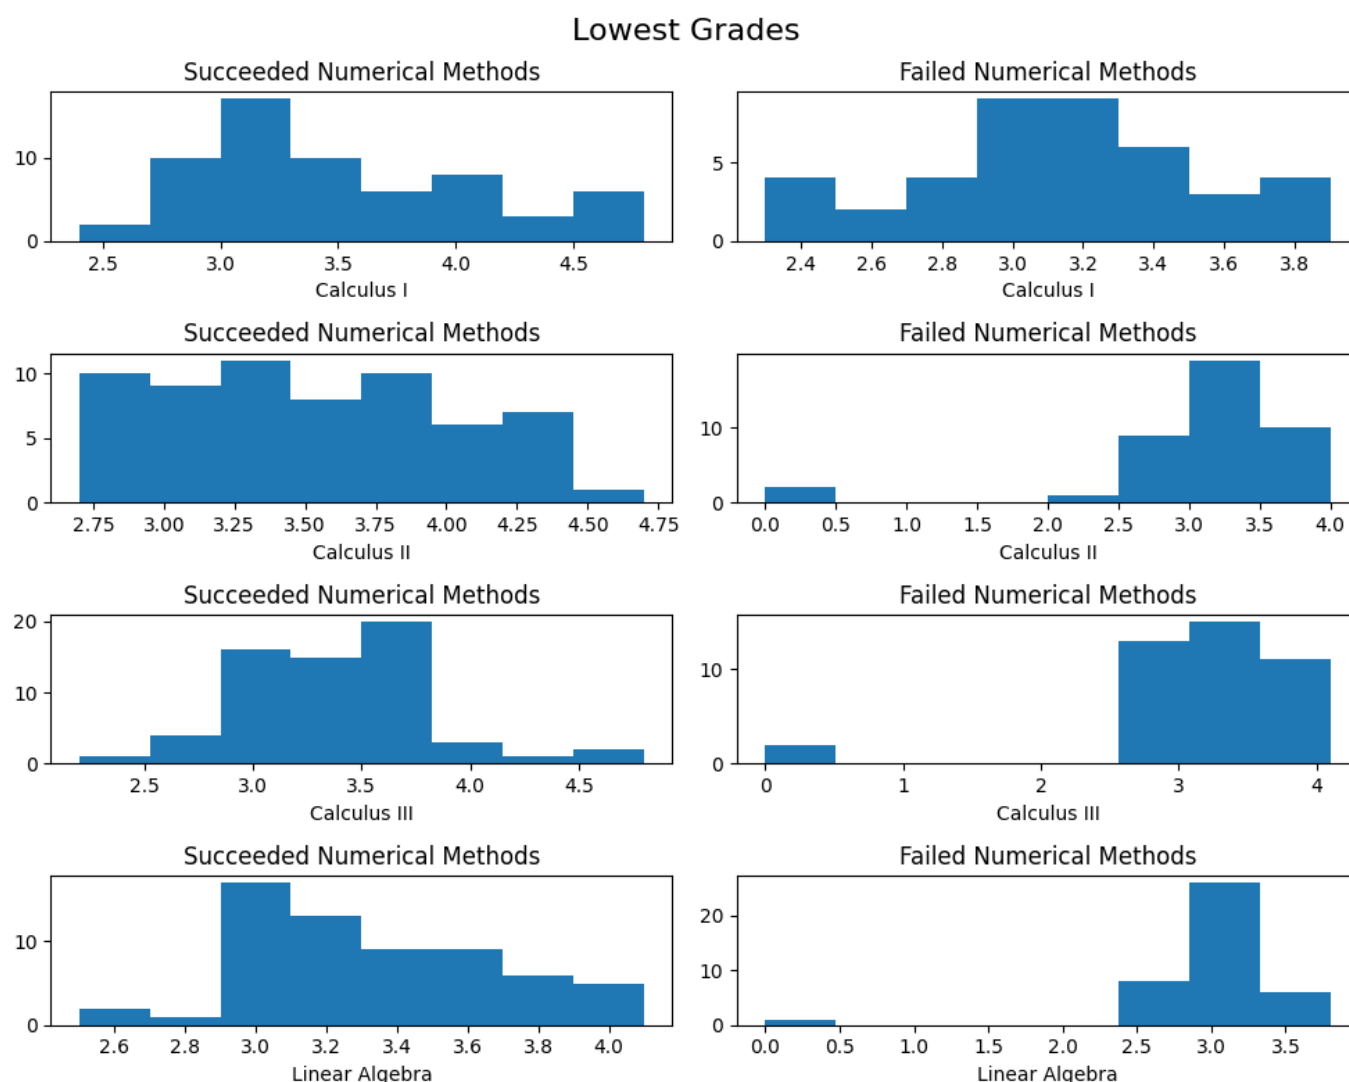 Lowest Grades
Succeeded Numerical Methods
10
0
2.5 3.0 3.5 4.0 4.5
Calculus I
Failed Numerical Methods
5
0
2.4 2.6 2.8 3.0 3.2 3.4 3.6 3.8
Calculus I
Succeeded Numerical Methods
10
5
0
2.75 3.00 3.25 3.50 3.75 4.00 4.25 4.50 4.75
Calculus II
Failed Numerical Methods
10
0
0.0 0.5 1.0 1.5 2.0 2.5 3.0 3.5 4.0
Calculus II
Succeeded Numerical Methods
20
10
0
2.5 3.0 3.5 4.0 4.5
Calculus III
Failed Numerical Methods
10
0
0 1 2 3 4
Calculus III
Succeeded Numerical Methods
10
0
2.6 2.8 3.0 3.2 3.4 3.6 3.8 4.0
Linear Algebra
Failed Numerical Methods
20
10
0
0.0 0.5 1.0 1.5 2.0 2.5 3.0 3.5
Linear Algebra